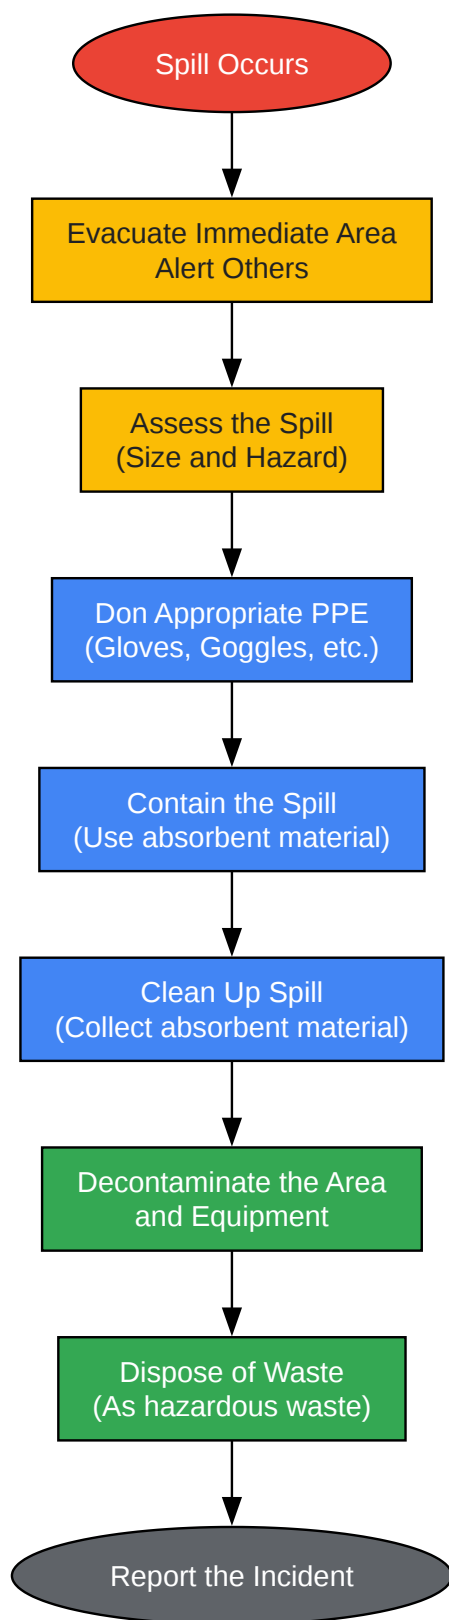 Spill Occurs
Evacuate Immediate Area
Alert Others
Assess the Spill
(Size and Hazard)
Don Appropriate PPE
(Gloves, Goggles, etc.)
Contain the Spill
(Use absorbent material)
Clean Up Spill
(Collect absorbent material)
Decontaminate the Area
and Equipment
Dispose of Waste
(As hazardous waste)
Report the Incident